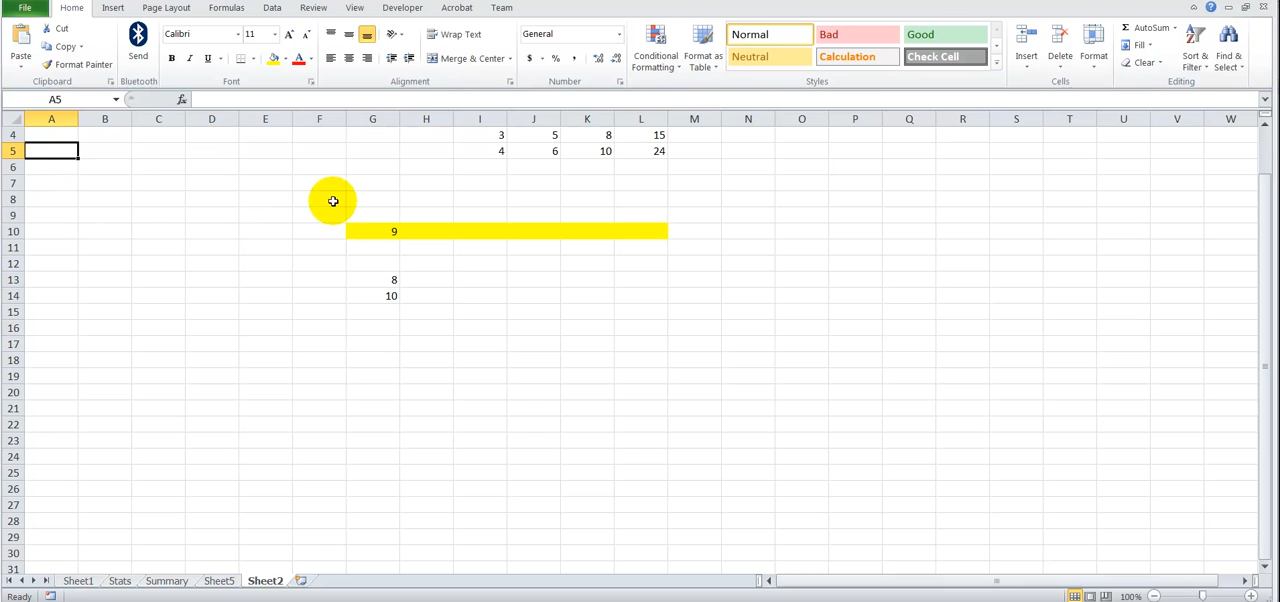 File Home Insert Page Layout Formulas Data Review View Developer Acrobat Team
Paste Cut Copy Format Painter Clipboard
Send Bluetooth
Calibri 11 A A B I U A Font
Wrap Text Merge & Center Alignment
General $ % , Number
Conditional Formatting Format as Table
Normal Bad Good
Neutral Calculation Check Cell
Styles
Insert Delete Format Cells
Σ AutoSum Fill Clear Sort & Filter Find & Select Editing
A5 fx
A B C D E F G H I J K L M N O P Q R S T U V W
4 3 5 8 15
5 4 6 10 24
6
7
8
9
10 9
11
12
13 8
14 10
15
16
17
18
19
20
21
22
23
24
25
26
27
28
29
30
31
Sheet1 Stats Summary Sheet5 Sheet2
Ready 100%